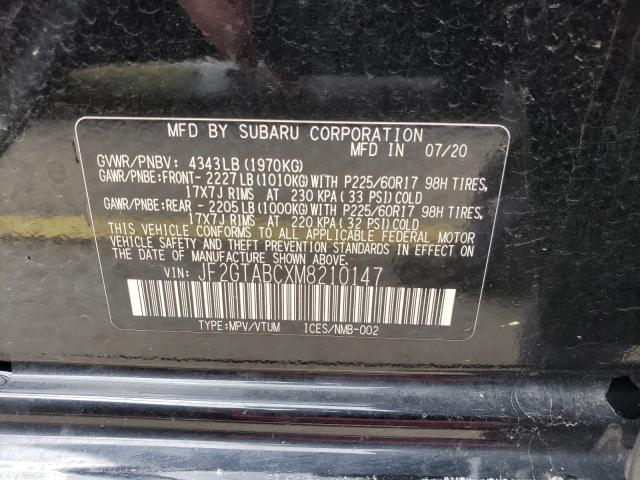 MFD BY SUBARU CORPORATION
MFD IN 07/20
GVWR/PNBV: 4343LB(1970KG)
GAWR/PNBE:FRONT- 2227LB(1010KG)WITH P225/60R17 98H TIRES,
17X7J RIMS AT 230 KPA(33 PSI)COLD
GAWR/PNBE:REAR - 2205LB(1000KG)WITH P225/60R17 98H TIRES,
17X7J RIMS AT 220 KPA(32 PSI)COLD
THIS VEHICLE CONFORMS TO ALL APPLICABLE FEDERAL MOTOR
VEHICLE SAFETY AND THEFT PREVENTION STANDARDS IN EFFECT
ON THE DATE OF MANUFACTURE SHOWN ABOVE.
VIN: JF2GTABCXM8210147
TYPE:MPV/VTUM ICES/NMB-002